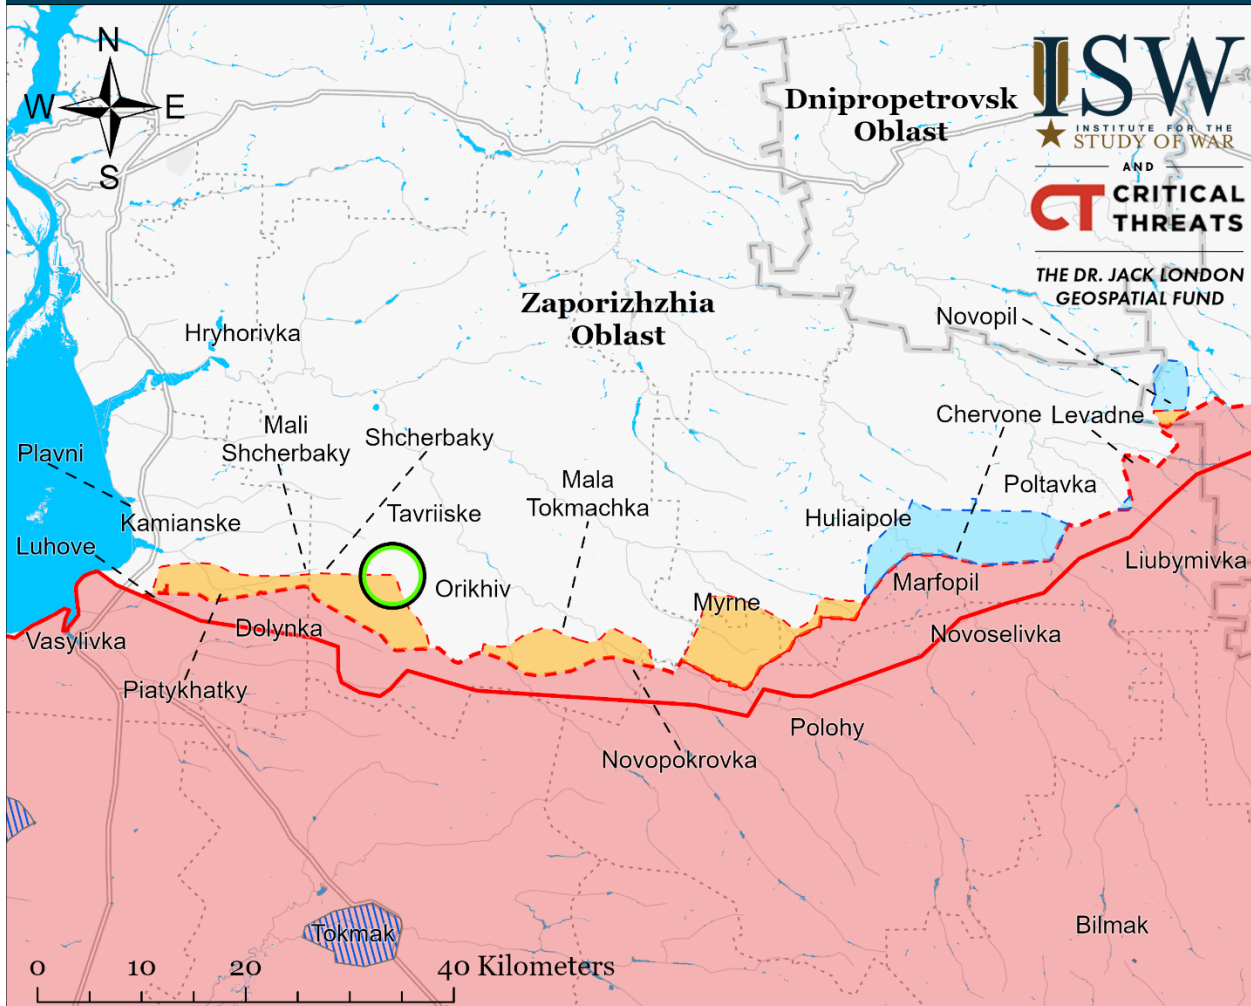 N
W
E
S
Dnipropetrovsk
Oblast
ISW
INSTITUTE FOR THE
STUDY OF WAR
AND
CT CRITICAL
THREATS
THE DR. JACK LONDON
GEOSPATIAL FUND
Zaporizhzhia
Oblast
Novopil
Hryhorivka
Mali
Shcherbaky
Shcherbaky
Chervone
Levadne
Plavni
Mala
Tokmachka
Poltavka
Kamianske
Tavriiske
Huliaipole
Luhove
Liubymivka
Orikhiv
Marfopil
Myrne
Vasylivka
Dolynka
Novoselivka
Piatykhatky
Polohy
Novopokrovka
Tokmak
Bilmak
0 10 20 40 Kilometers